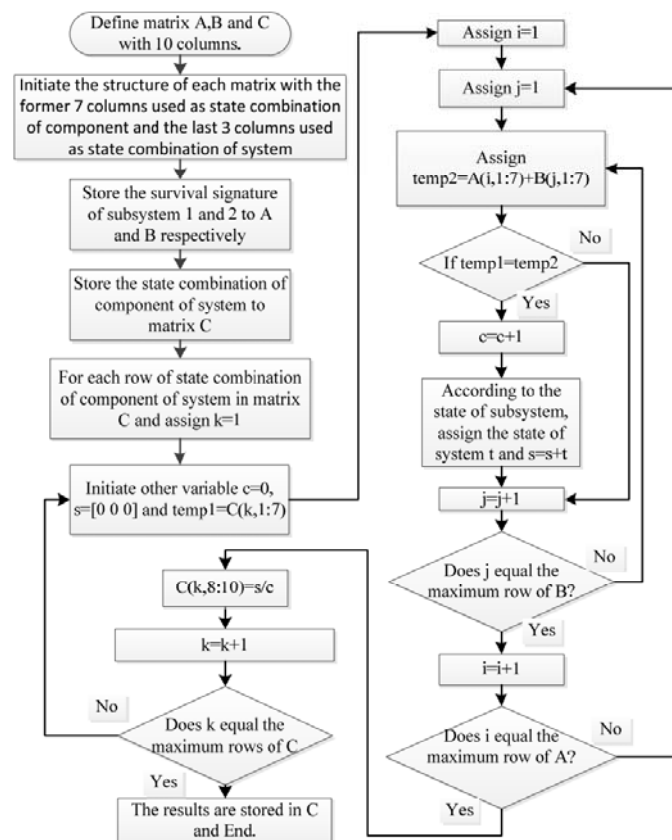 Define matrix A,B and C
with 10 columns.
Initiate the structure of each matrix with the
former 7 columns used as state combination
of component and the last 3 columns used
as state combination of system
Store the survival signature
of subsystem 1 and 2 to A
and B respectively
Store the state combination of
component of system to
matrix C
For each row of state combination
of component of system in matrix
C and assign k=1
Initiate other variable c=0,
s=[0 0 0] and temp1=C(k,1:7)
Assign i=1
Assign j=1
Assign
temp2=A(i,1:7)+B(j,1:7)
If temp1=temp2
No
Yes
c=c+1
According to the
state of subsystem,
assign the state of
system t and s=s+t
j=j+1
Does j equal the
maximum row of B?
No
Yes
i=i+1
Does i equal the
maximum row of A?
No
Yes
C(k,8:10)=s/c
k=k+1
Does k equal the
maximum rows of C
No
Yes
The results are stored in C
and End.